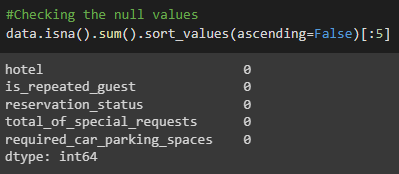 #Checking the null values
data.isna().sum().sort_values(ascending=False)[:5]
hotel 0
is_repeated_guest 0
reservation_status 0
total_of_special_requests 0
required_car_parking_spaces 0
dtype: int64